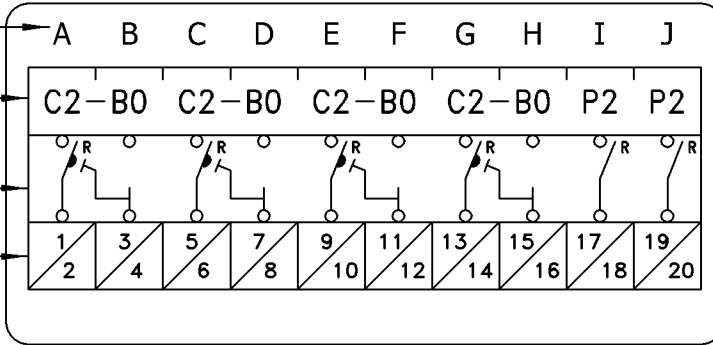 A B C D E F G H I J
C2-B0 C2-B0 C2-B0 C2-B0 P2 P2
R R R R R R
1 3 5 7 9 11 13 15 17 19
2 4 6 8 10 12 14 16 18 20